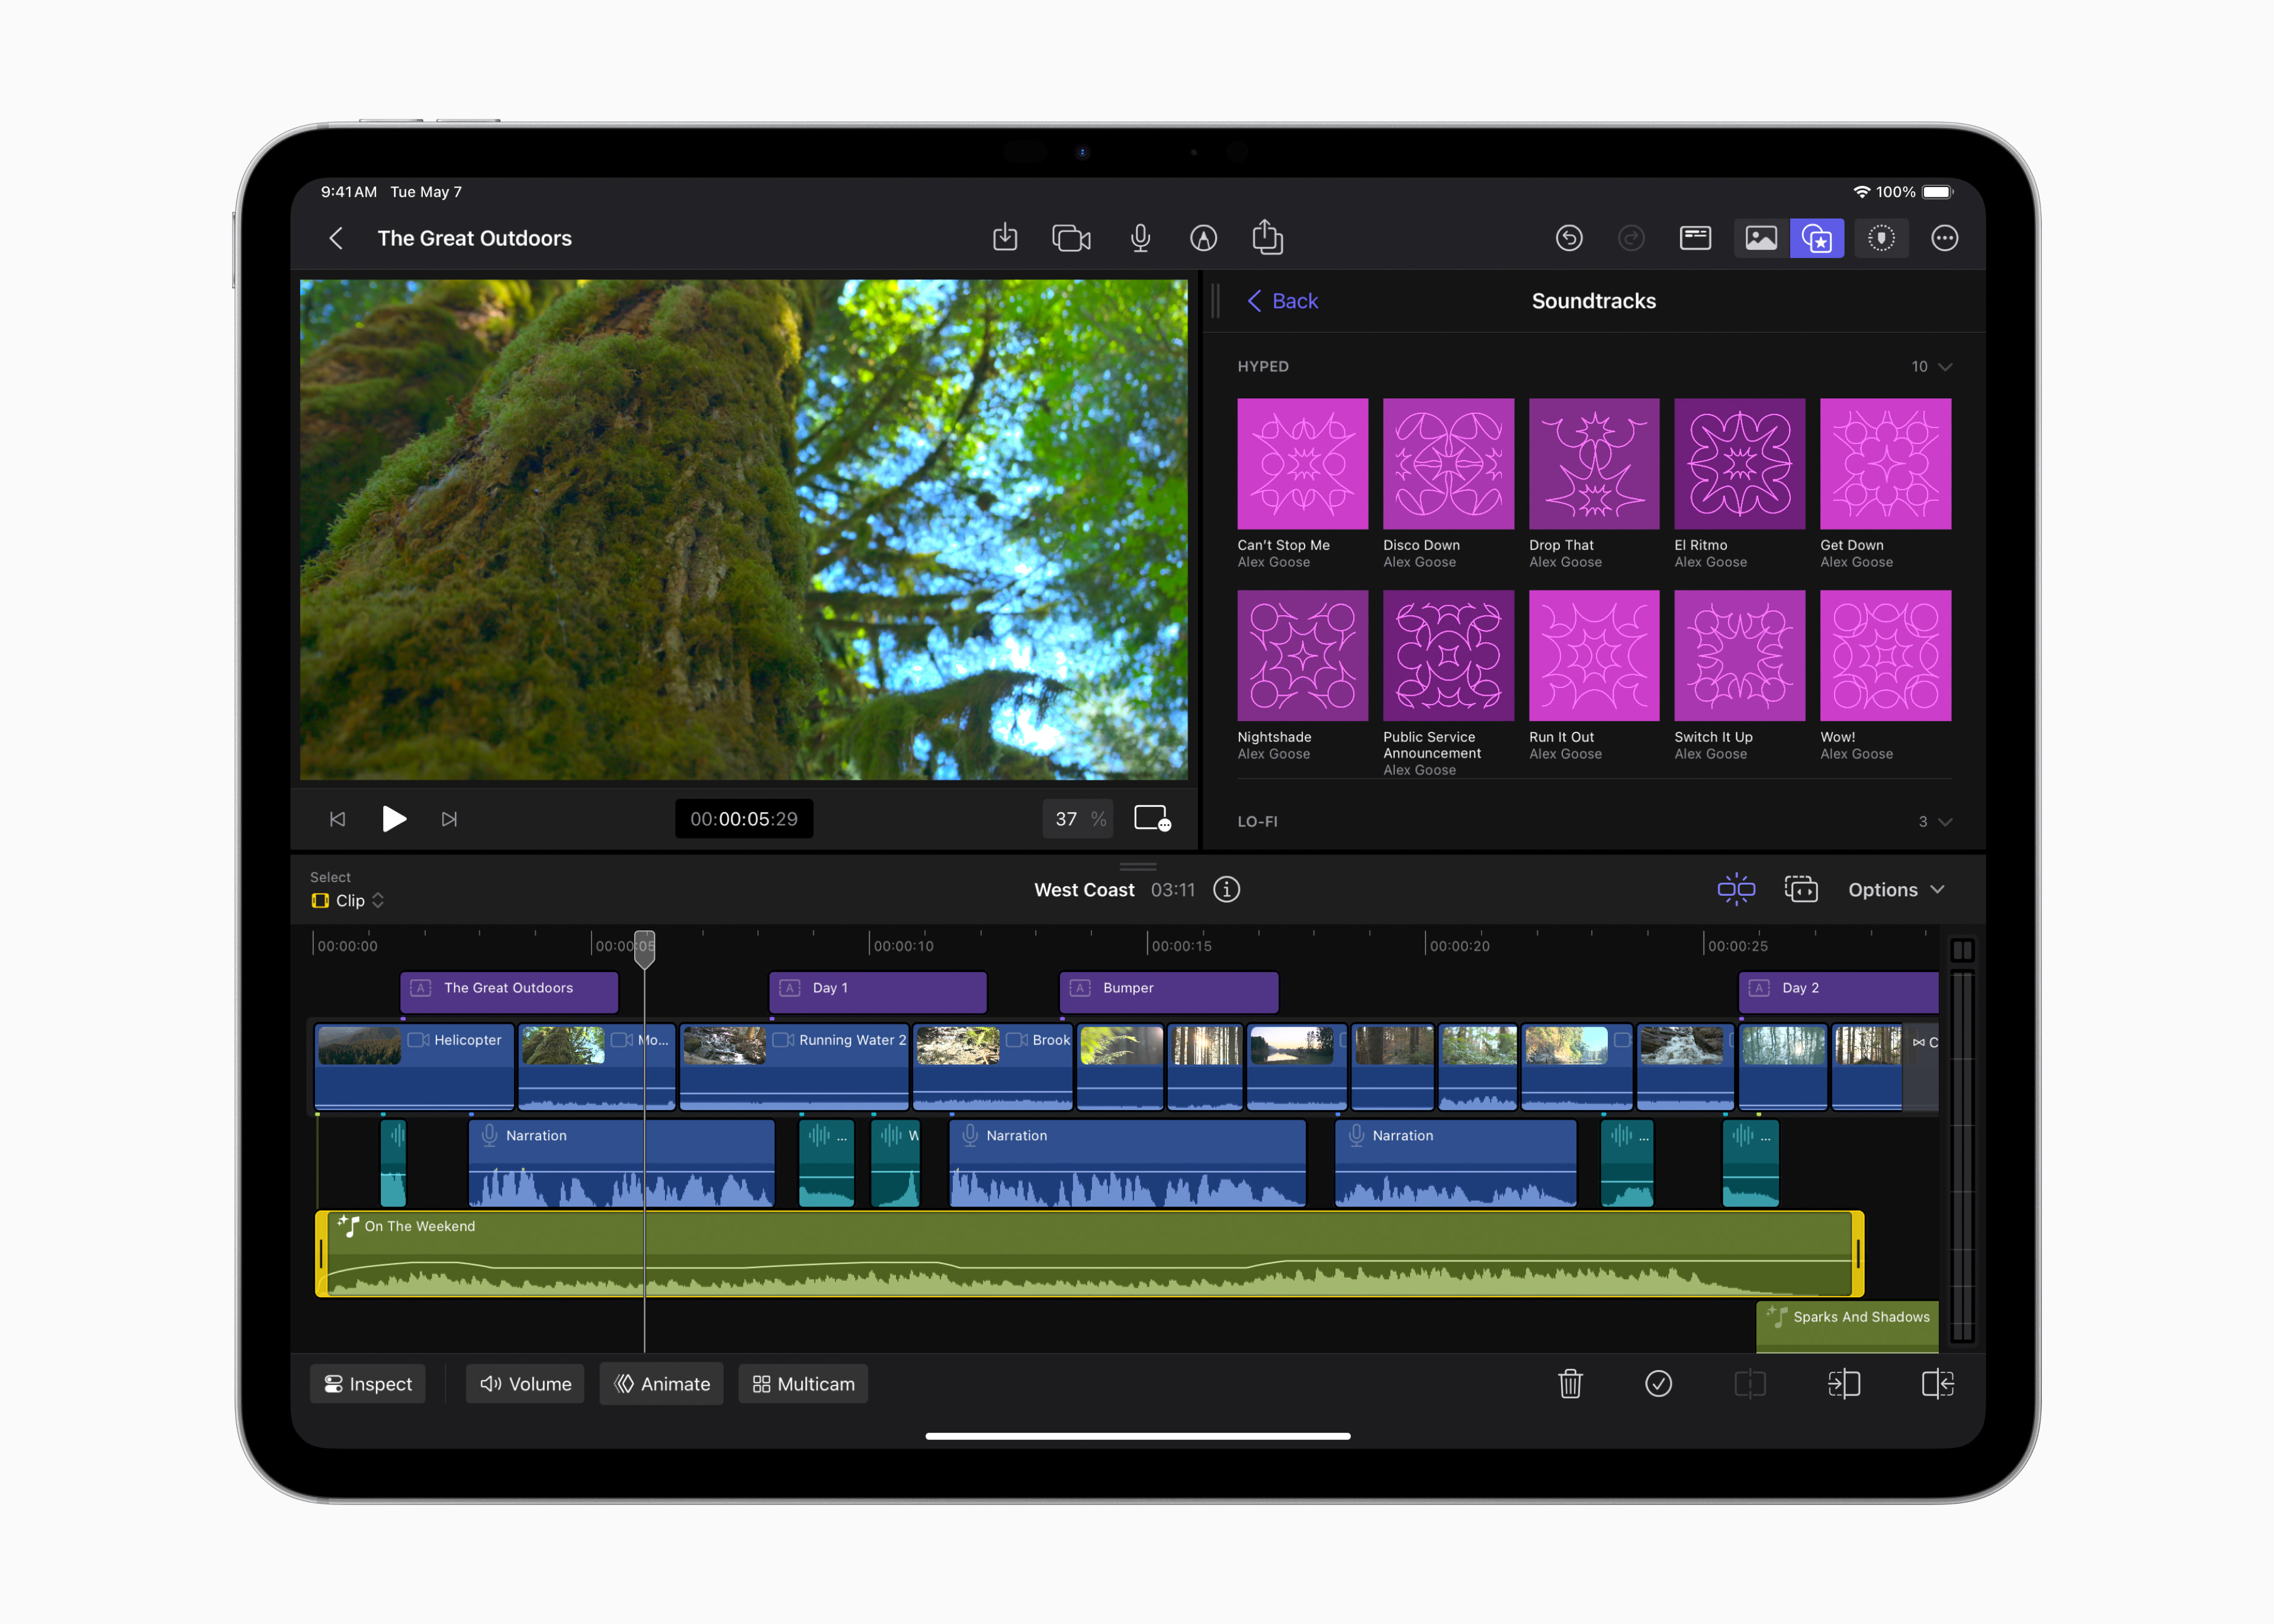 9:41 AM Tue May 7
100%
The Great Outdoors
Back
Soundtracks
HYPED
10
Can't Stop Me
Alex Goose
Disco Down
Alex Goose
Drop That
Alex Goose
El Ritmo
Alex Goose
Get Down
Alex Goose
Nightshade
Alex Goose
Public Service
Announcement
Alex Goose
Run It Out
Alex Goose
Switch It Up
Alex Goose
Wow!
Alex Goose
LO-FI
3
00:00:05:29
37 %
Select
Clip
West Coast 03:11
Options
00:00:00
00:00:05
00:00:10
00:00:15
00:00:20
00:00:25
The Great Outdoors
Day 1
Bumper
Day 2
Helicopter
Mo...
Running Water 2
Brook
C
Narration
...
W
Narration
Narration
...
...
On The Weekend
Sparks And Shadows
Inspect
Volume
Animate
Multicam